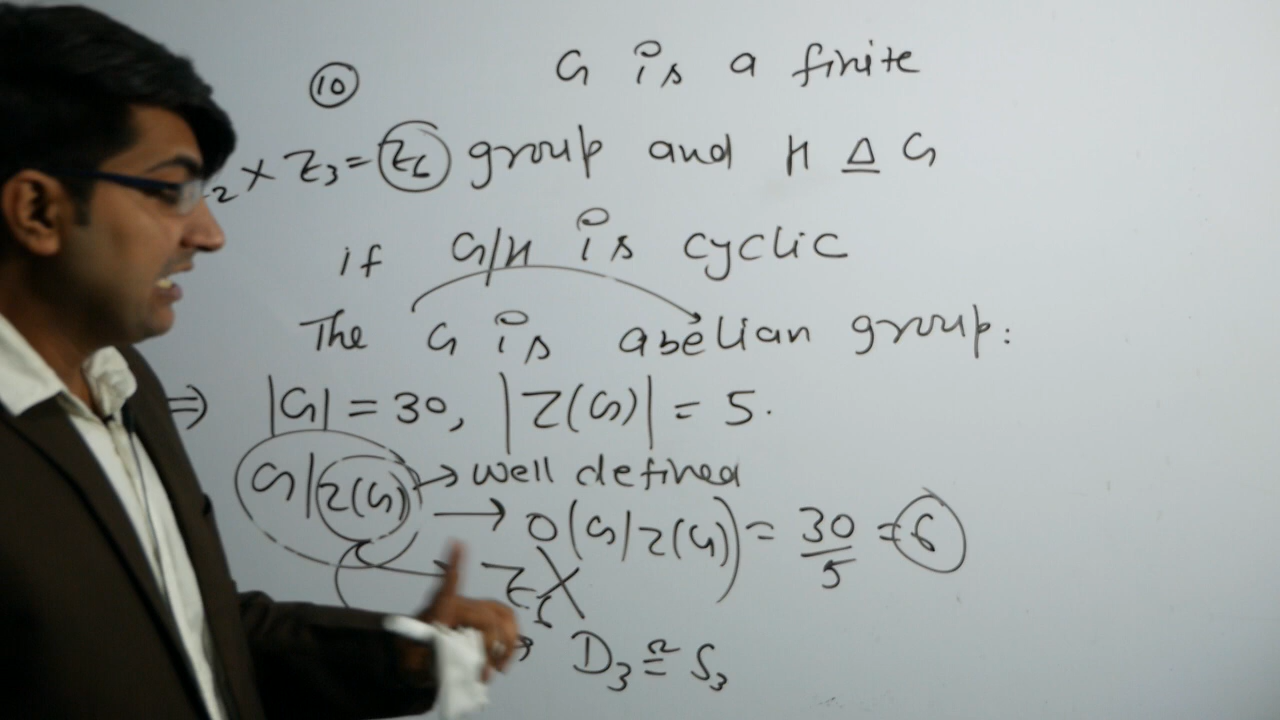 10 G is a finite
2 × Z3 = Z6 group and H Δ G
if G/H is cyclic
The G is abelian group.
⇒ |G| = 30, |Z(G)| = 5.
G/Z(G) → well defined
→ O(G/Z(G)) = 30/5 = 6
Z6
D3 ≅ S3